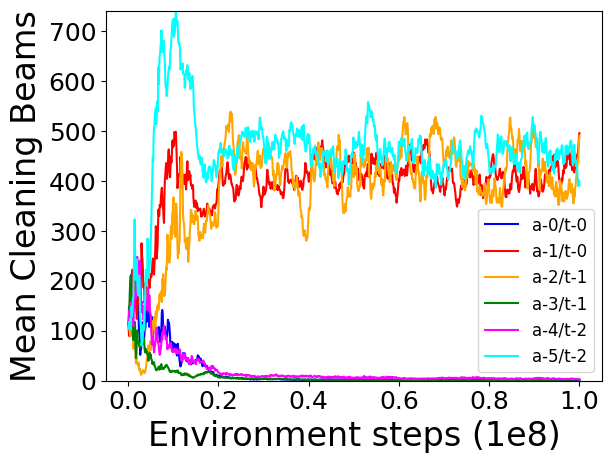 Mean Cleaning Beams
700
600
500
400
300
200
100
0
0.0 0.2 0.4 0.6 0.8 1.0
Environment steps (1e8)
a-0/t-0
a-1/t-0
a-2/t-1
a-3/t-1
a-4/t-2
a-5/t-2